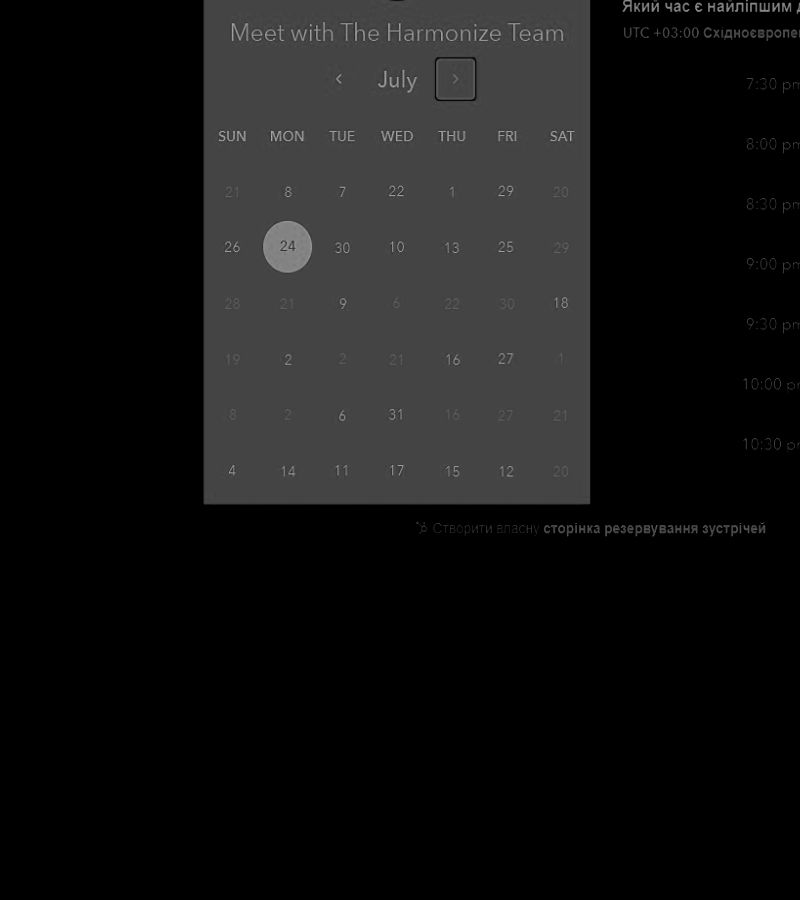 Meet with The Harmonize Team
July
SUN MON TUE WED THU FRI SAT
21 8 7 22 1 29 20
26 24 30 10 13 25 29
28 21 9 6 22 30 18
19 2 2 21 16 27 1
8 2 6 31 16 27 21
4 14 11 17 15 12 20
Який час є найліпшим
UTC +03:00
7:30 pm
8:00 pm
8:30 pm
9:00 pm
9:30 pm
10:00 pm
10:30 pm
Створити власну сторінка резервування зустрічей